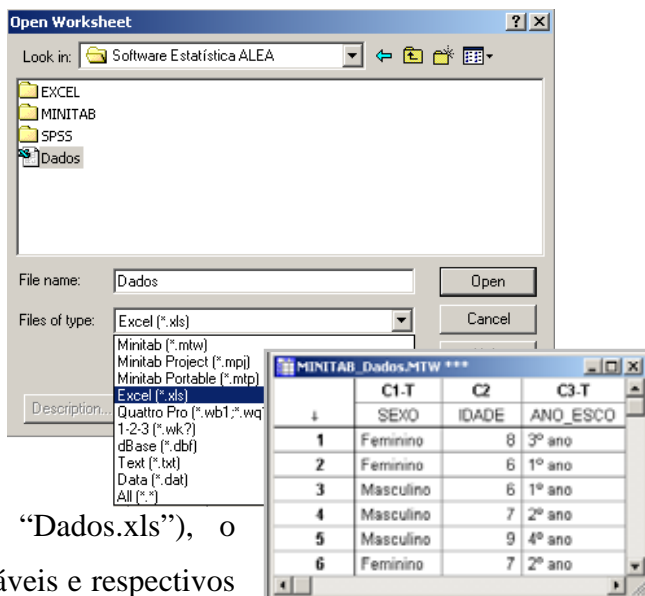 Open Worksheet
Look in: Software Estatística ALEA
EXCEL
MINITAB
SPSS
Dados
File name: Dados Open
Files of type: Excel (*.xls) Cancel
Minitab (*.mtw)
Minitab Project (*.mpj)
Minitab Portable (*.mtp)
Excel (*.xls)
Quattro Pro (*.wb1;*.wq
1-2-3 (*.wk?)
dBase (*.dbf)
Text (*.txt)
Data (*.dat)
All (*.*)
Description...
MINITAB_Dados.MTW ***
C1-T C2 C3-T
↓ SEXO IDADE ANO_ESCO
1 Feminino 8 3º ano
2 Feminino 6 1º ano
3 Masculino 6 1º ano
4 Masculino 7 2º ano
5 Masculino 9 4º ano
6 Feminino 7 2º ano
“Dados.xls”), o
áveis e respectivos